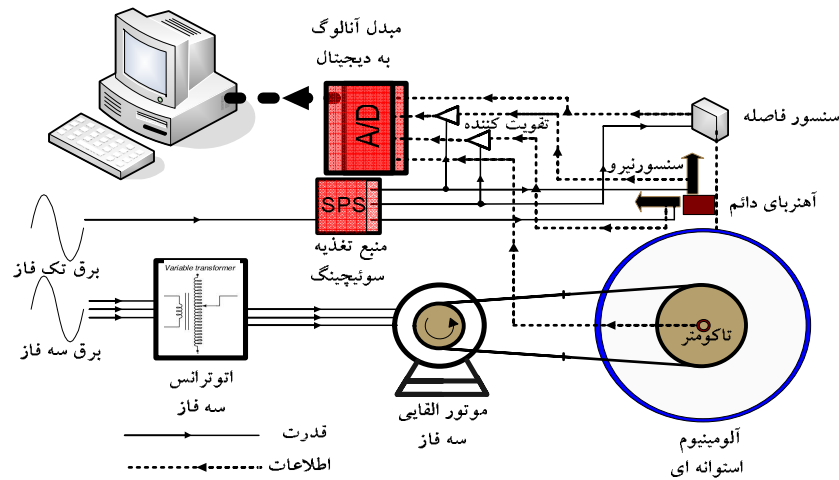 مبدل آنالوگ
به دیجیتال
A/D
تقویت کننده
سنسور فاصله
سنسورنیرو
آهنربای دائم
SPS
منبع تغذیه
سوئیچینگ
برق تک فاز
برق سه فاز
Variable transformer
اتوترانس
سه فاز
موتور القایی
سه فاز
تاکومتر
آلومینیوم
استوانه ای
قدرت
اطلاعات